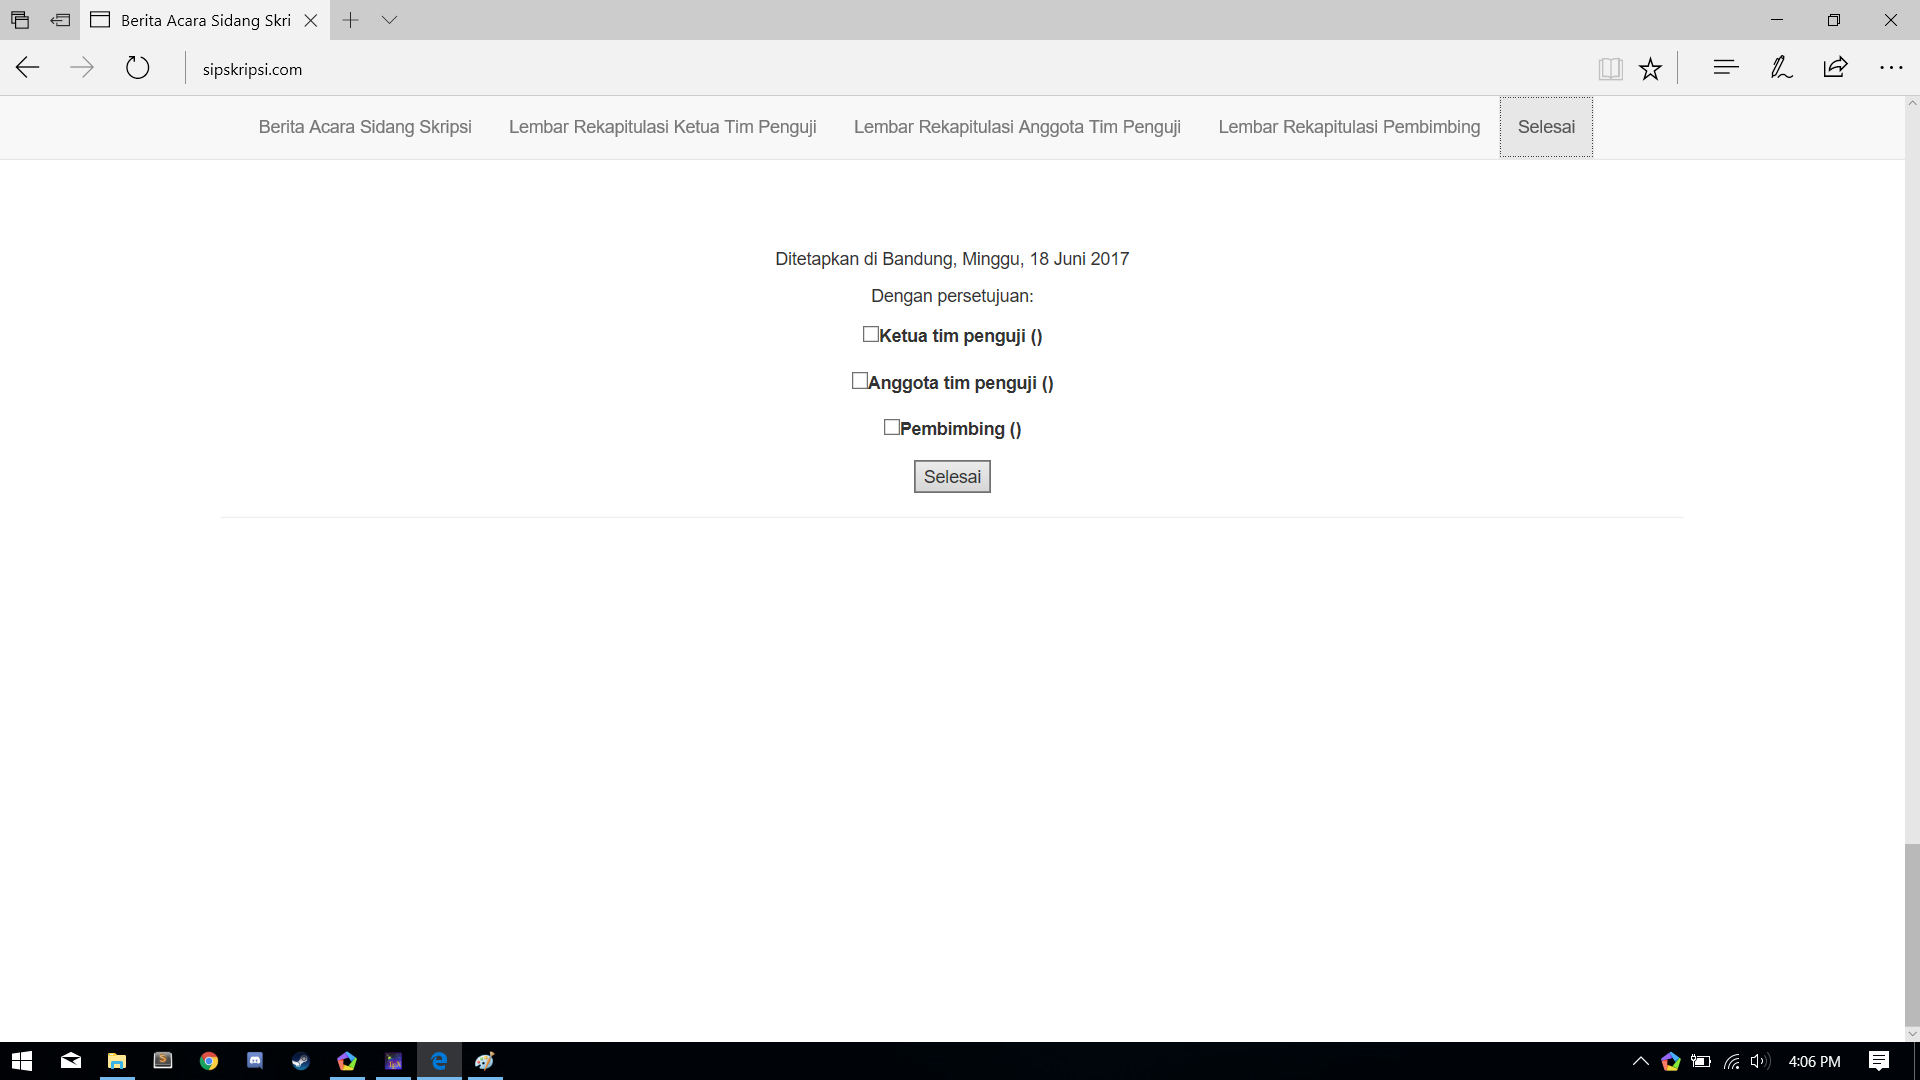 Berita Acara Sidang Skri
sipskripsi.com
Berita Acara Sidang Skripsi Lembar Rekapitulasi Ketua Tim Penguji Lembar Rekapitulasi Anggota Tim Penguji Lembar Rekapitulasi Pembimbing Selesai
Ditetapkan di Bandung, Minggu, 18 Juni 2017
Dengan persetujuan:
Ketua tim penguji ()
Anggota tim penguji ()
Pembimbing ()
Selesai
4:06 PM